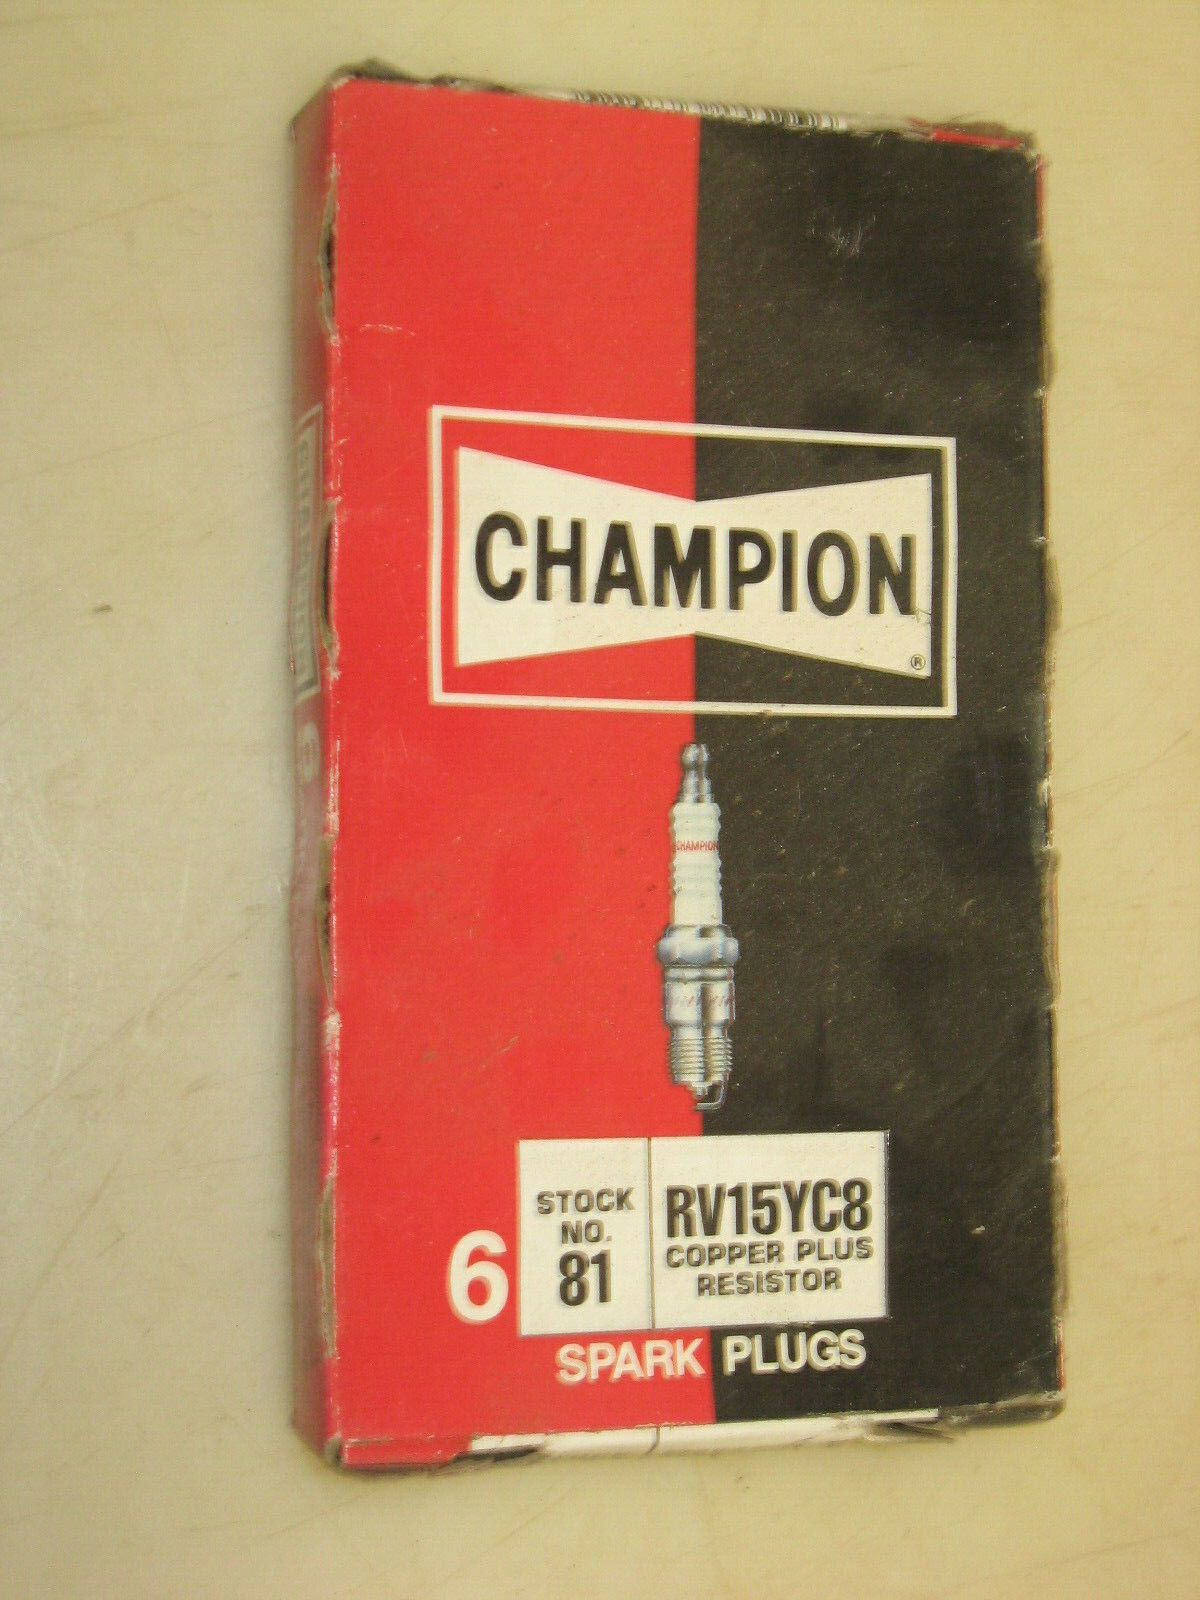 CHAMPION
®
CHAMPION
6
STOCK
NO.
81
RV15YC8
COPPER PLUS
RESISTOR
SPARK PLUGS